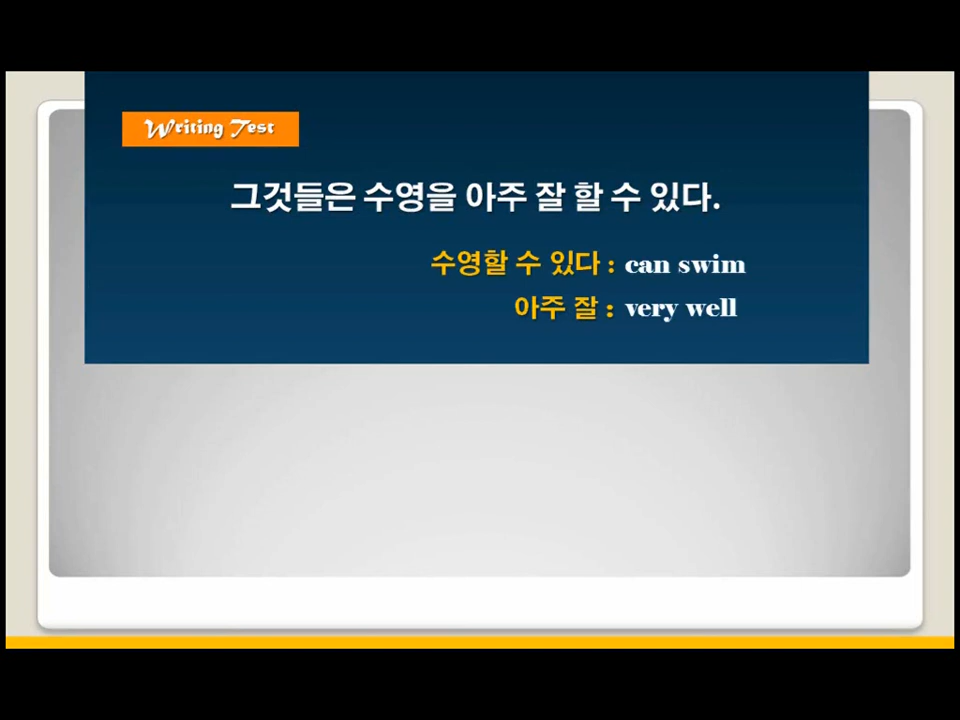 Writing Test
그것들은 수영을 아주 잘 할 수 있다.
수영할 수 있다 : can swim
아주 잘 : very well